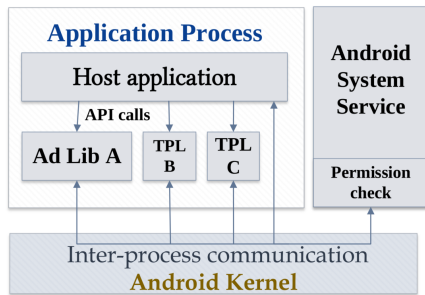 Application Process
Host application
API calls
Ad Lib A
TPL
B
TPL
C
Android
System
Service
Permission
check
Inter-process communication
Android Kernel